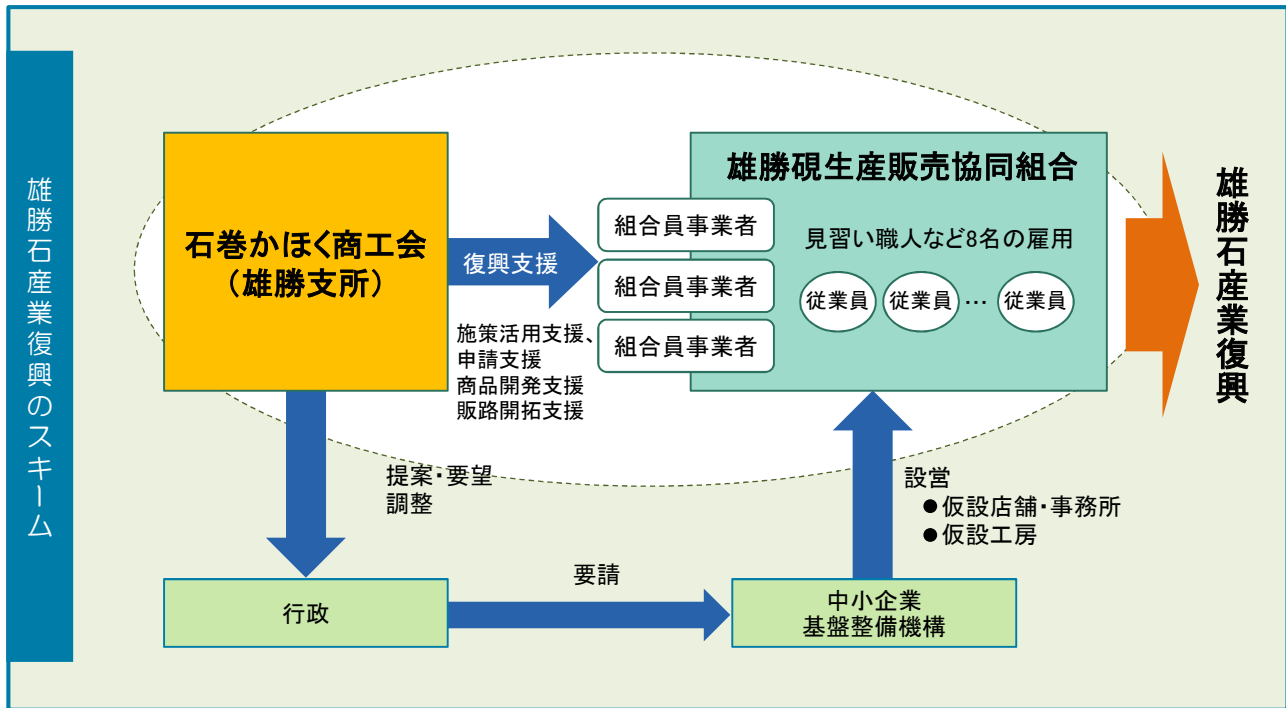 雄勝石産業復興のスキーム
石巻かほく商工会
（雄勝支所）
復興支援
施策活用支援、
申請支援
商品開発支援
販路開拓支援
雄勝硯生産販売協同組合
組合員事業者
組合員事業者
組合員事業者
見習い職人など8名の雇用
従業員 従業員 … 従業員
雄勝石産業復興
提案・要望
調整
設営
●仮設店舗・事務所
●仮設工房
行政
要請
中小企業
基盤整備機構